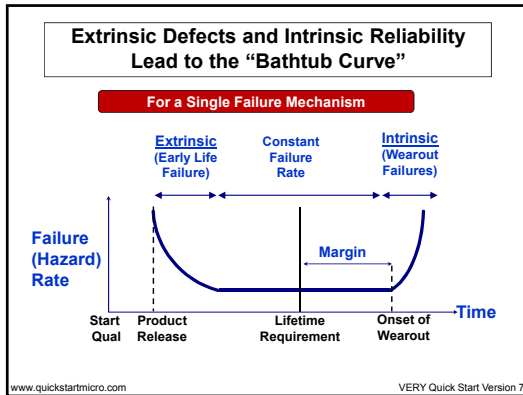 Extrinsic Defects and Intrinsic Reliability
Lead to the “Bathtub Curve”
For a Single Failure Mechanism
Extrinsic
(Early Life
Failure)
Constant
Failure
Rate
Intrinsic
(Wearout
Failures)
Failure
(Hazard)
Rate
Margin
Time
Start
Qual
Product
Release
Lifetime
Requirement
Onset of
Wearout
www.quickstartmicro.com
VERY Quick Start Version 7